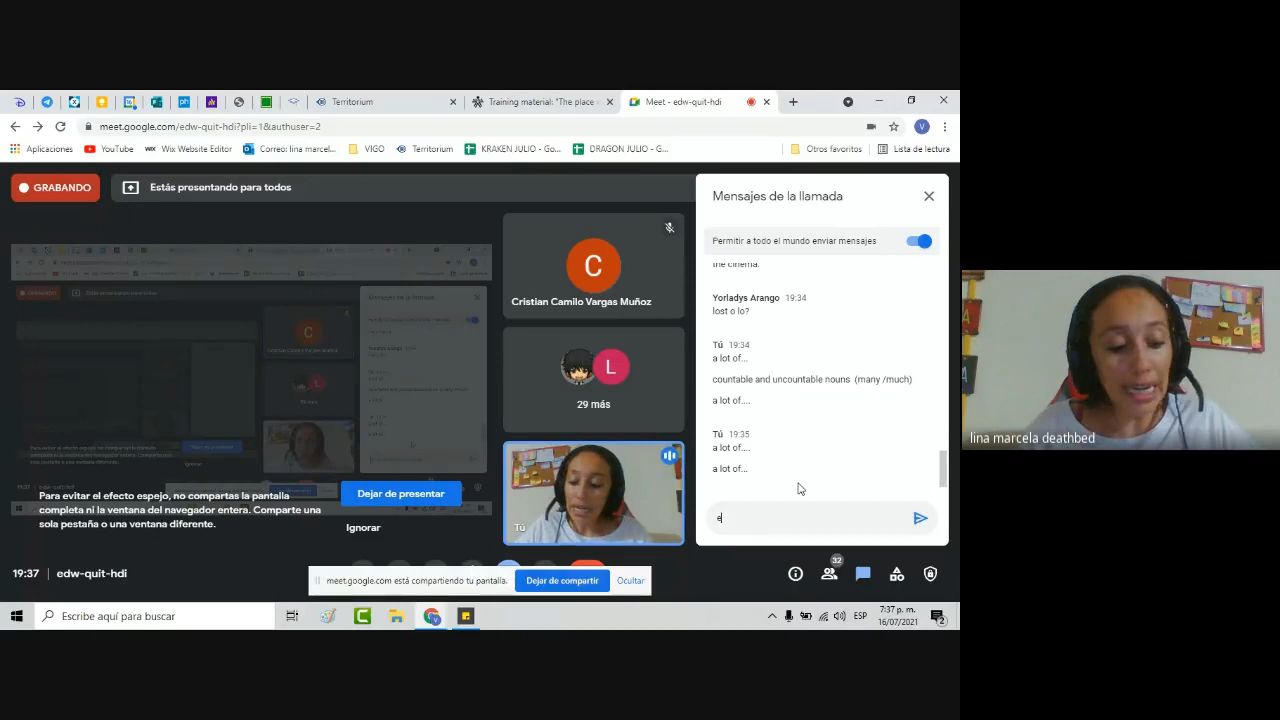 Territorium
Training material: "The place
Meet - edw-quit-hdi
meet.google.com/edw-quit-hdi?pli=1&authuser=2
V
Aplicaciones
YouTube
WIX Wix Website Editor
Correo: lina marcel...
VIGO
Territorium
KRAKEN JULIO - Go...
DRAGON JULIO - G...
Otros favoritos
Lista de lectura
GRABANDO
Estás presentando para todos
C
Cristian Camilo Vargas Muñoz
L
29 más
Tú
Para evitar el efecto espejo, no compartas la pantalla
completa ni la ventana del navegador entera. Comparte una
sola pestaña o una ventana diferente.
Dejar de presentar
Ignorar
Mensajes de la llamada
Permitir a todo el mundo enviar mensajes
the cinema.
Yorladys Arango 19:34
lost o lo?
Tú 19:34
a lot of...
countable and uncountable nouns (many /much)
a lot of....
Tú 19:35
a lot of....
a lot of...
e
19:37 | edw-quit-hdi
meet.google.com está compartiendo tu pantalla.
Dejar de compartir
Ocultar
32
Escribe aquí para buscar
ESP
7:37 p. m.
16/07/2021
2
lina marcela deathbed